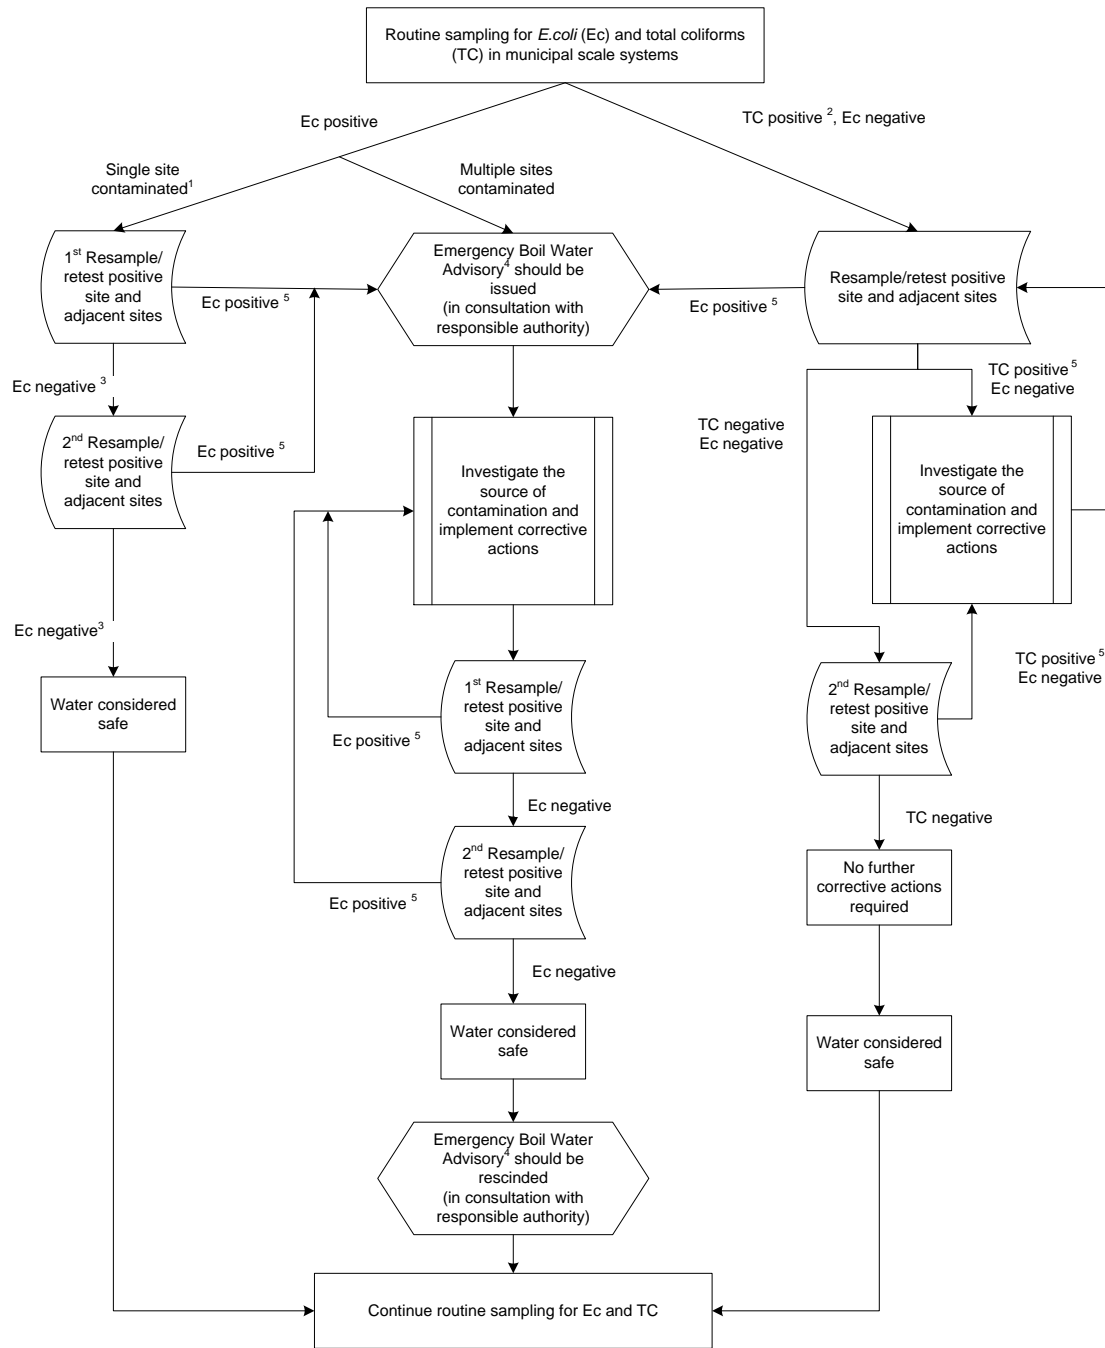 Routine sampling for E.coli (Ec) and total coliforms
(TC) in municipal scale systems
Ec positive
TC positive 2, Ec negative
Single site
contaminated1
Multiple sites
contaminated
1st Resample/
retest positive
site and
adjacent sites
Ec positive 5
Emergency Boil Water
Advisory4 should be
issued
(in consultation with
responsible authority)
Ec positive 5
Resample/retest positive
site and adjacent sites
Ec negative 3
TC positive 5
Ec negative
TC negative
Ec negative
2nd Resample/
retest positive
site and
adjacent sites
Ec positive 5
Investigate the
source of
contamination and
implement corrective
actions
Investigate the
source of
contamination and
implement corrective
actions
Ec negative3
TC positive 5
Ec negative
Water considered
safe
1st Resample/
retest positive
site and
adjacent sites
Ec positive 5
2nd Resample/
retest positive
site and
adjacent sites
Ec negative
TC negative
2nd Resample/
retest positive
site and
adjacent sites
Ec positive 5
No further
corrective actions
required
Ec negative
Water considered
safe
Water considered
safe
Emergency Boil Water
Advisory4 should be
rescinded
(in consultation with
responsible authority)
Continue routine sampling for Ec and TC